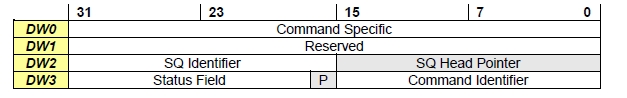 31 23 15 7 0
DW0 Command Specific
DW1 Reserved
DW2 SQ Identifier SQ Head Pointer
DW3 Status Field P Command Identifier